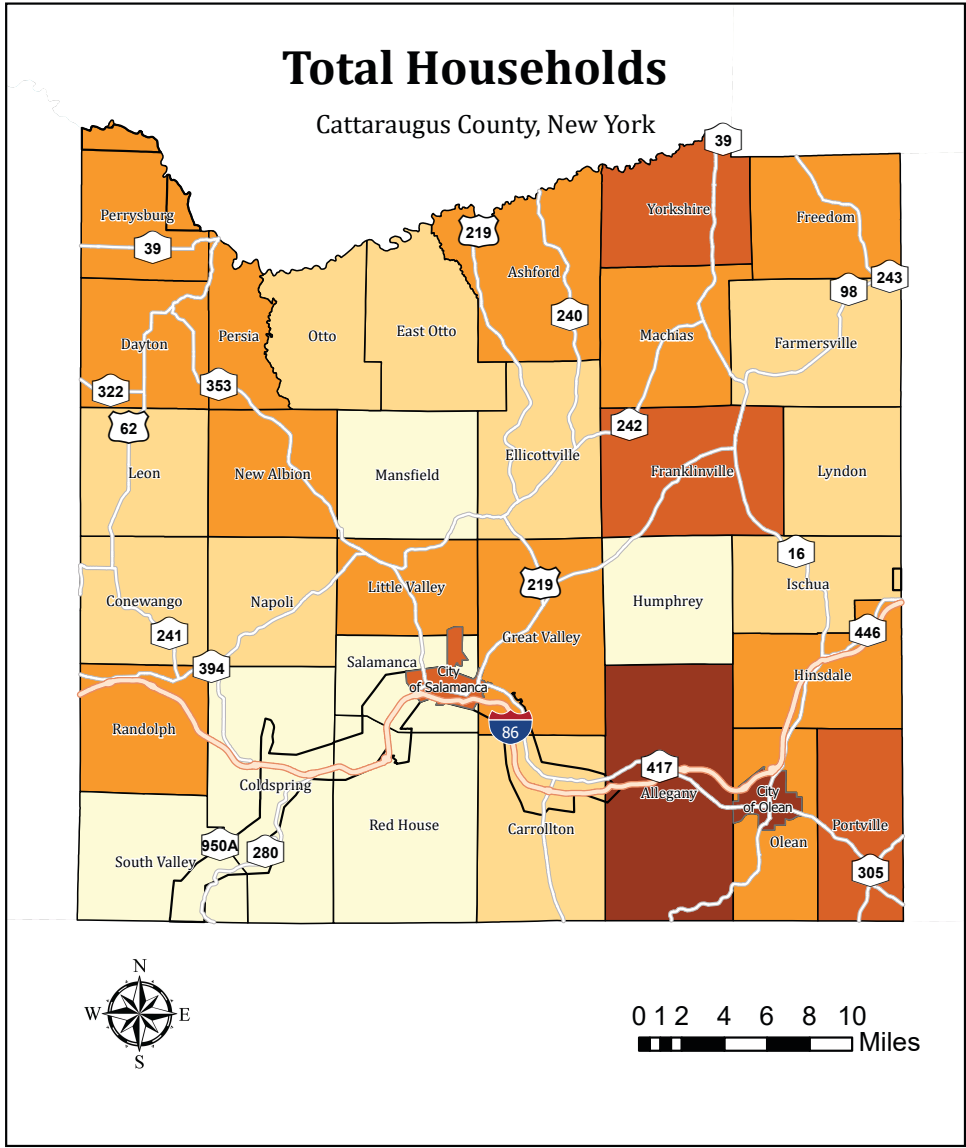 Total Households
Cattaraugus County, New York
39
Yorkshire
Perrysburg
Freedom
219
39
Ashford
243
98
240
Otto
East Otto
Persia
Machias
Farmersville
Dayton
322
353
62
242
Ellicottville
Leon
New Albion
Mansfield
Franklinville
Lyndon
16
Little Valley
219
Ischua
Conewango
Napoli
Humphrey
241
Great Valley
446
394
Salamanca
City
of Salamanca
Hinsdale
Randolph
86
417
Coldspring
Allegany
City
of Olean
Red House
Carrollton
Portville
950A
280
Olean
South Valley
305
N
W E
S
0 1 2 4 6 8 10
Miles